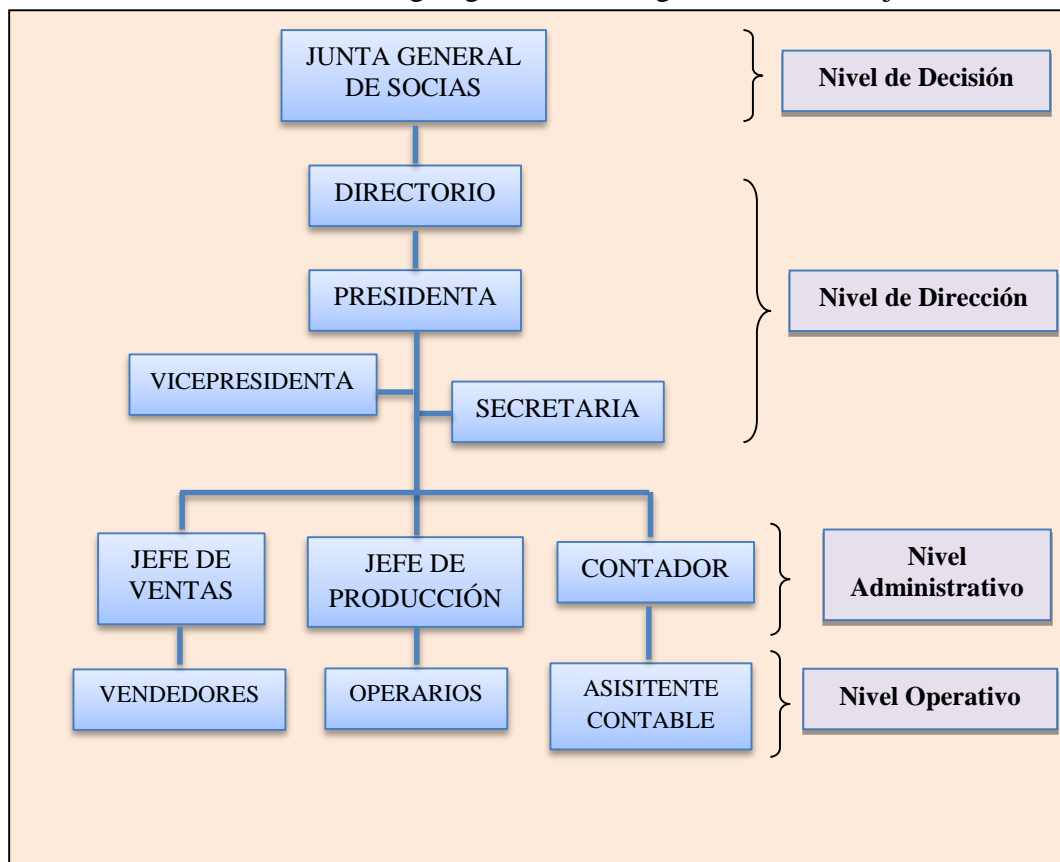 JUNTA GENERAL
DE SOCIAS
Nivel de Decisión
DIRECTORIO
PRESIDENTA
Nivel de Dirección
VICEPRESIDENTA
SECRETARIA
JEFE DE
VENTAS
JEFE DE
PRODUCCIÓN
CONTADOR
Nivel
Administrativo
VENDEDORES
OPERARIOS
ASISITENTE
CONTABLE
Nivel Operativo